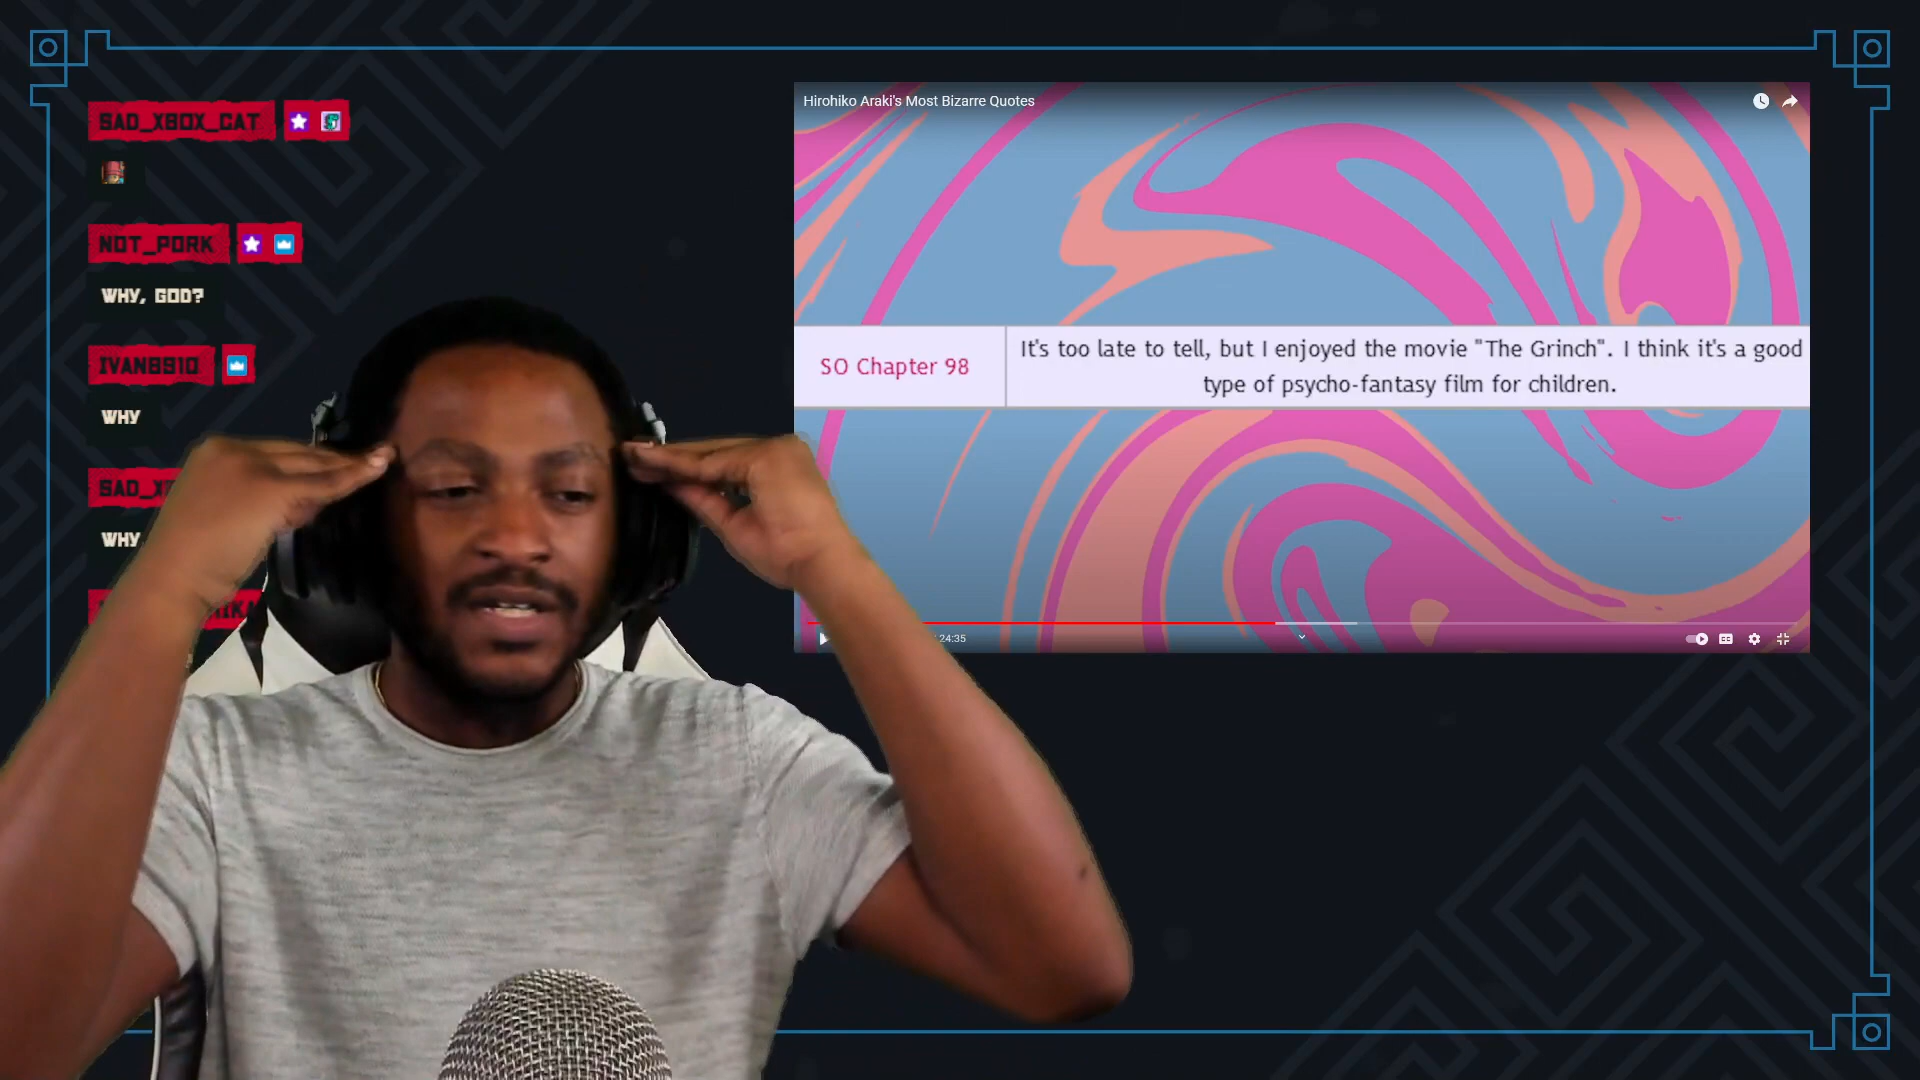 SAD_XBOX_CAT
NOT_PORK
WHY, GOD?
IVAN8910
WHY
WHY
Hirohiko Araki's Most Bizarre Quotes
SO Chapter 98
It's too late to tell, but I enjoyed the movie "The Grinch". I think it's a good
type of psycho-fantasy film for children.
24:35